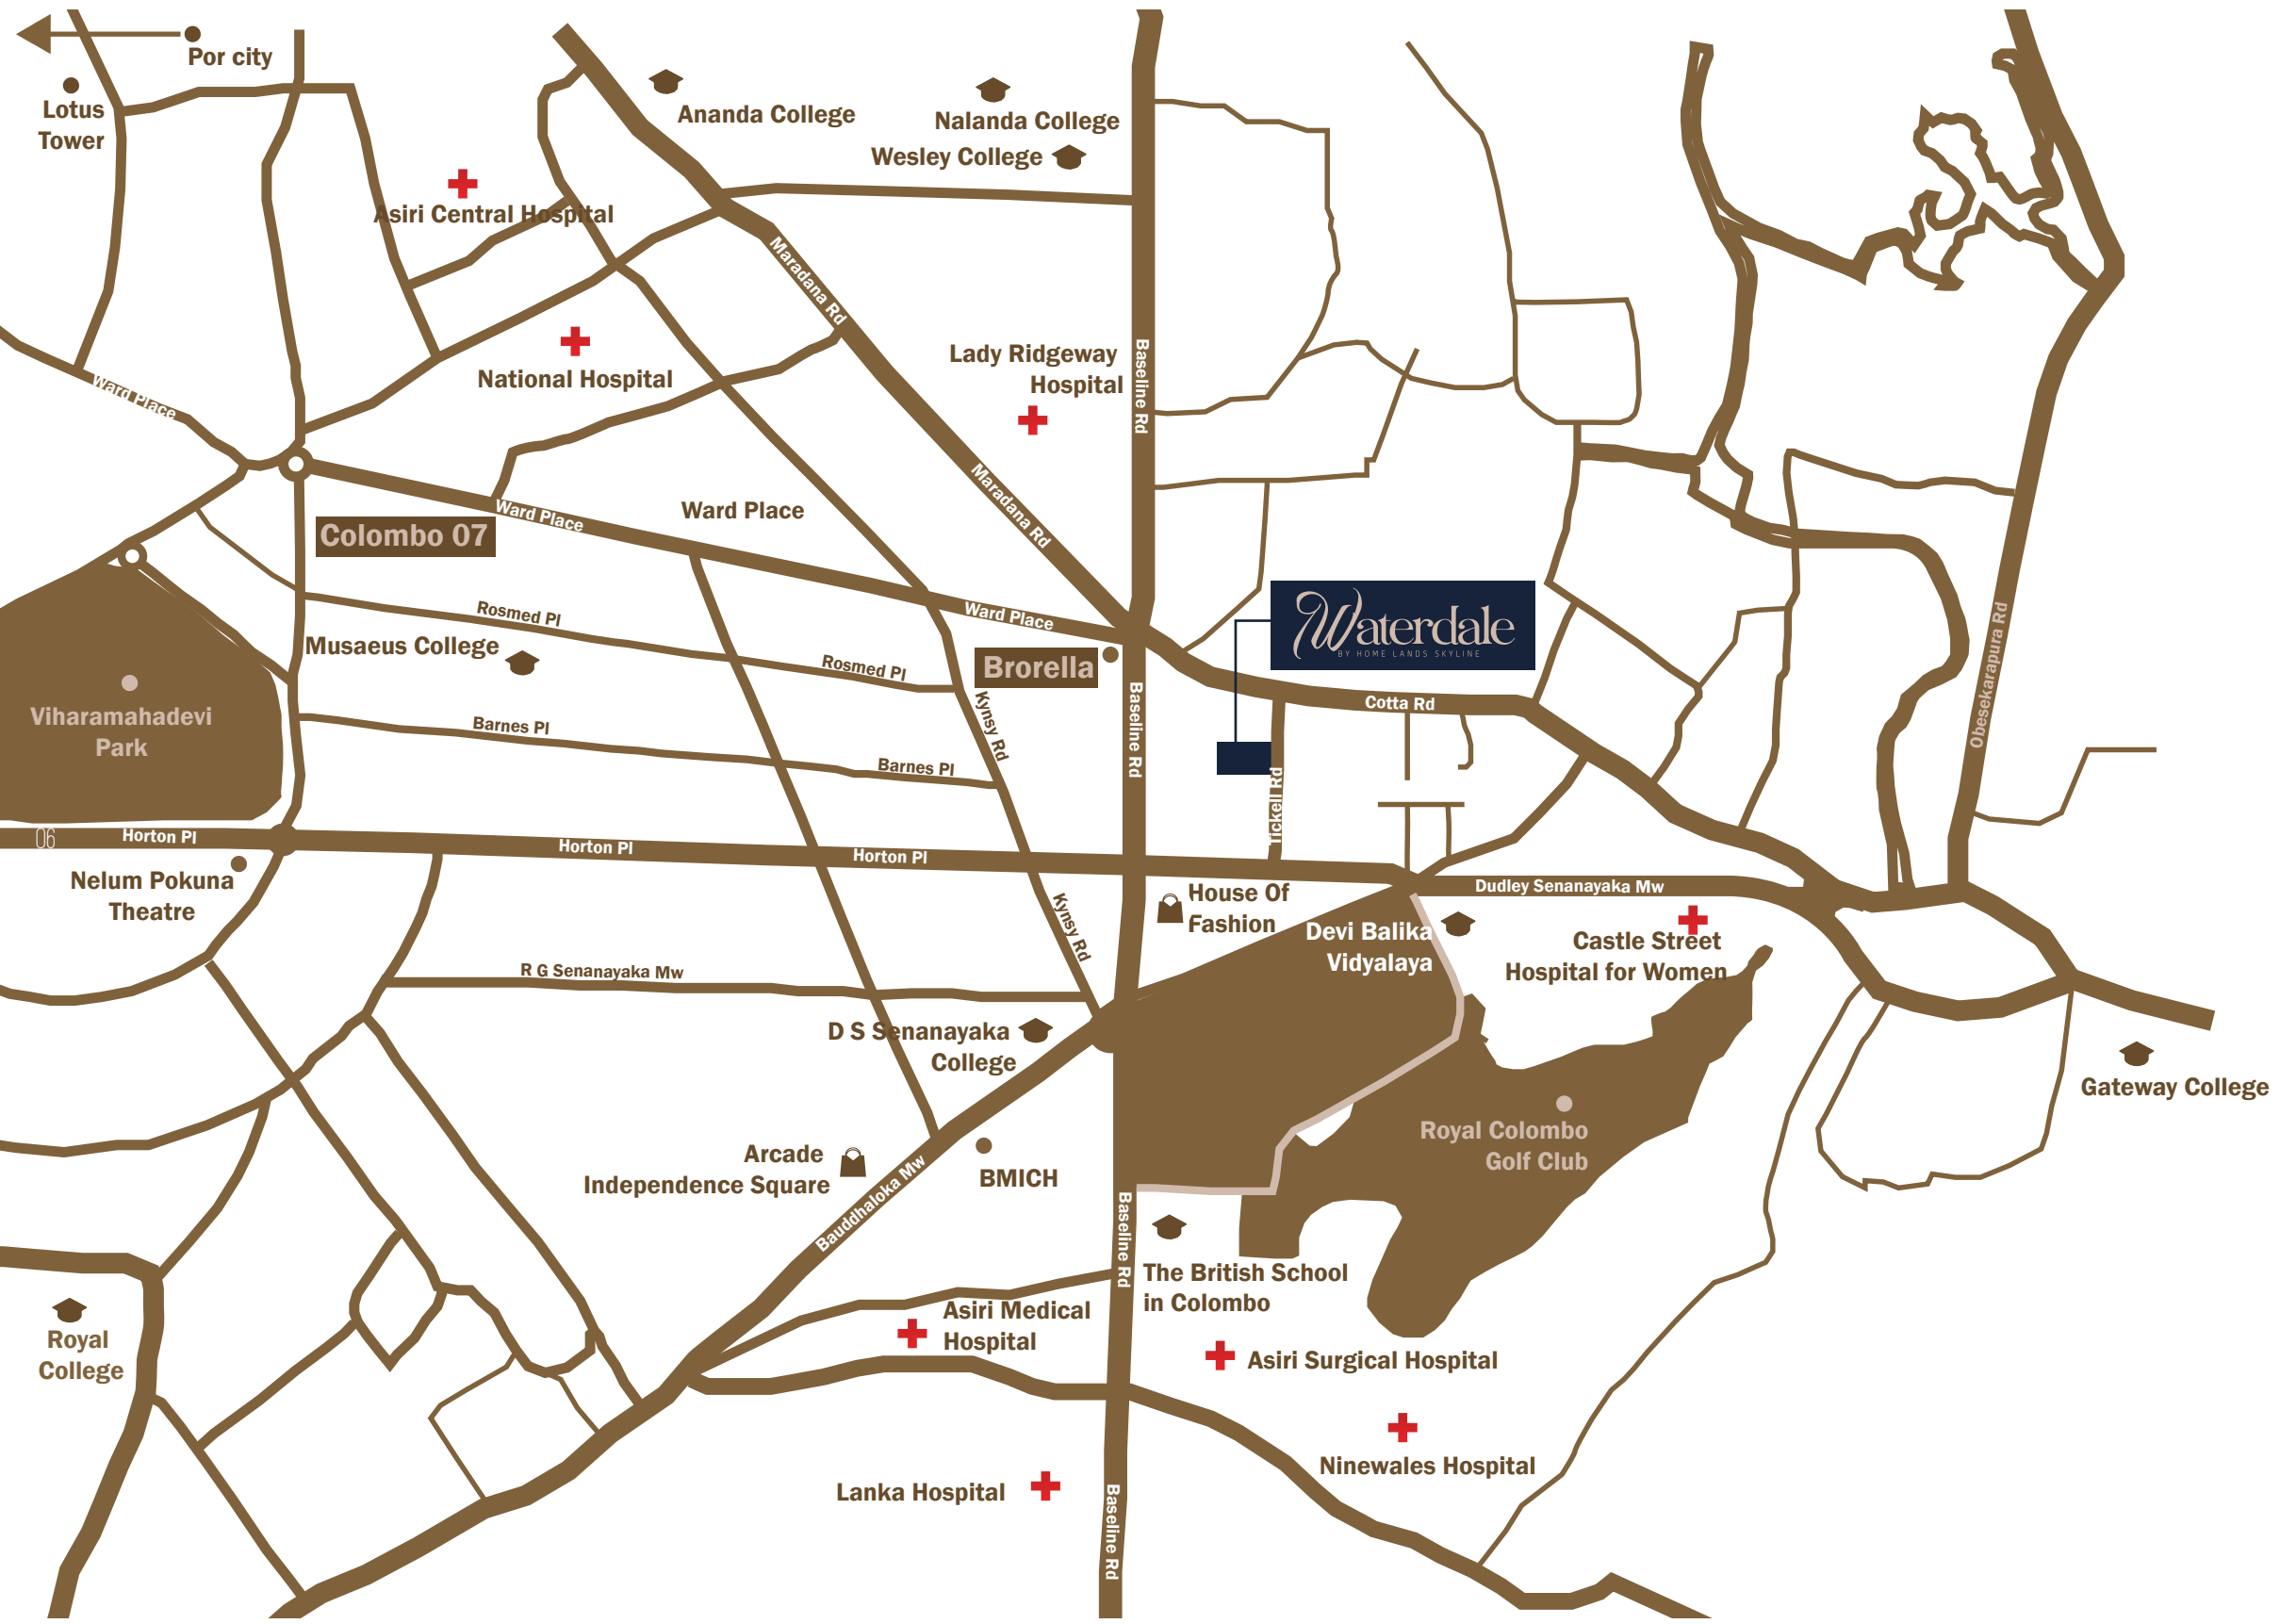 Por city
Lotus
Tower
Ananda College
Nalanda College
Wesley College
Asiri Central Hospital
Maradana Rd
National Hospital
Lady Ridgeway
Hospital
Baseline Rd
Ward Place
Maradana Rd
Ward Place
Ward Place
Colombo 07
Ward Place
Rosmed Pl
Musaeus College
Rosmed Pl
Brorella
Waterdale
BY HOME LANDS SKYLINE
Obesekarapura Rd
Viharamahadevi
Park
Barnes Pl
Barnes Pl
Kynsy Rd
Baseline Rd
Cotta Rd
Tickell Rd
06
Horton Pl
Horton Pl
Horton Pl
Nelum Pokuna
Theatre
House Of
Fashion
Dudley Senanayaka Mw
Kynsy Rd
Devi Balika
Vidyalaya
Castle Street
Hospital for Women
R G Senanayaka Mw
D S Senanayaka
College
Gateway College
Royal Colombo
Golf Club
Arcade
Independence Square
BMICH
Bauddhaloka Mw
Baseline Rd
The British School
in Colombo
Asiri Medical
Hospital
Royal
College
Asiri Surgical Hospital
Ninewales Hospital
Lanka Hospital
Baseline Rd